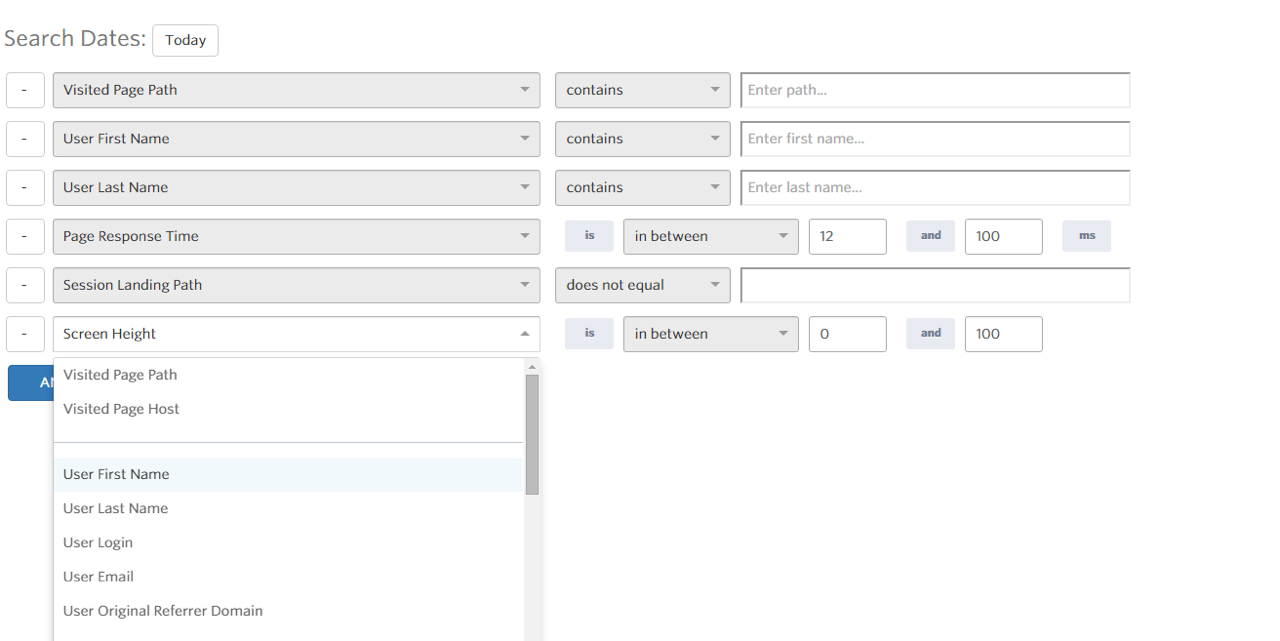 Search Dates: Today
- Visited Page Path contains Enter path...
- User First Name contains Enter first name...
- User Last Name contains Enter last name...
- Page Response Time is in between 12 and 100 ms
- Session Landing Path does not equal
- Screen Height is in between 0 and 100
Visited Page Path
Visited Page Host
User First Name
User Last Name
User Login
User Email
User Original Referrer Domain